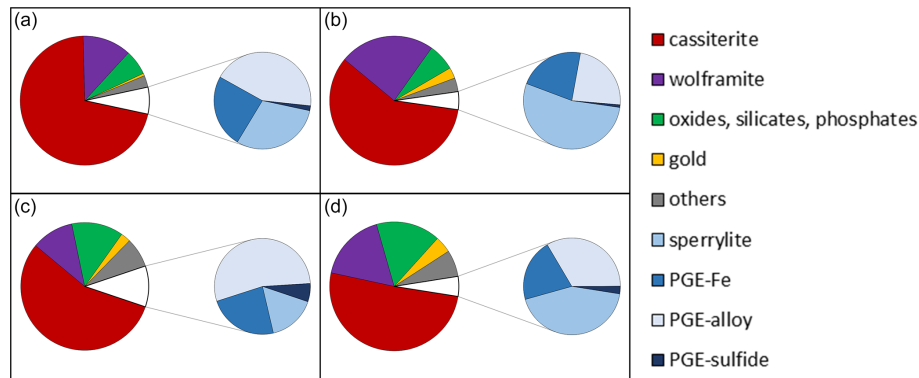 (a)
(b)
(c)
(d)
cassiterite
wolframite
oxides, silicates, phosphates
gold
others
sperrylite
PGE-Fe
PGE-alloy
PGE-sulfide